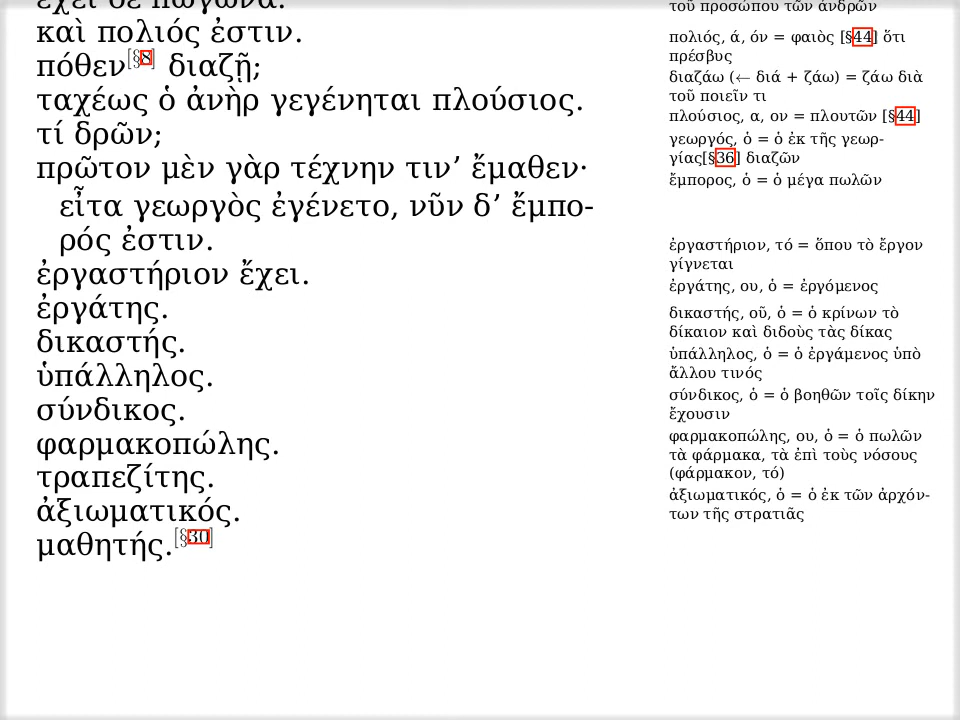 ἔχει δὲ πώγωνα.
καὶ πολιός ἐστιν.
πόθεν[§8] διαζῇ;
ταχέως ὁ ἀνὴρ γεγένηται πλούσιος.
τί δρῶν;
πρῶτον μὲν γὰρ τέχνην τιν’ ἔμαθεν·
εἶτα γεωργὸς ἐγένετο, νῦν δ’ ἔμπο-
ρός ἐστιν.
ἐργαστήριον ἔχει.
ἐργάτης.
δικαστής.
ὑπάλληλος.
σύνδικος.
φαρμακοπώλης.
τραπεζίτης.
ἀξιωματικός.
μαθητής.[§30]
τοῦ προσώπου τῶν ἀνδρῶν
πολιός, ά, όν = φαιὸς [§44] ὅτι
πρέσβυς
διαζάω (← διά + ζάω) = ζάω διὰ
τοῦ ποιεῖν τι
πλούσιος, α, ον = πλουτῶν [§44]
γεωργός, ὁ = ὁ ἐκ τῆς γεωρ-
γίας[§36] διαζῶν
ἔμπορος, ὁ = ὁ μέγα πωλῶν
ἐργαστήριον, τό = ὅπου τὸ ἔργον
γίγνεται
ἐργάτης, ου, ὁ = ἐργόμενος
δικαστής, οῦ, ὁ = ὁ κρίνων τὸ
δίκαιον καὶ διδοὺς τὰς δίκας
ὑπάλληλος, ὁ = ὁ ἐργάμενος ὑπὸ
ἄλλου τινός
σύνδικος, ὁ = ὁ βοηθῶν τοῖς δίκην
ἔχουσιν
φαρμακοπώλης, ου, ὁ = ὁ πωλῶν
τὰ φάρμακα, τὰ ἐπὶ τοὺς νόσους
(φάρμακον, τό)
ἀξιωματικός, ὁ = ὁ ἐκ τῶν ἀρχόν-
των τῆς στρατιᾶς